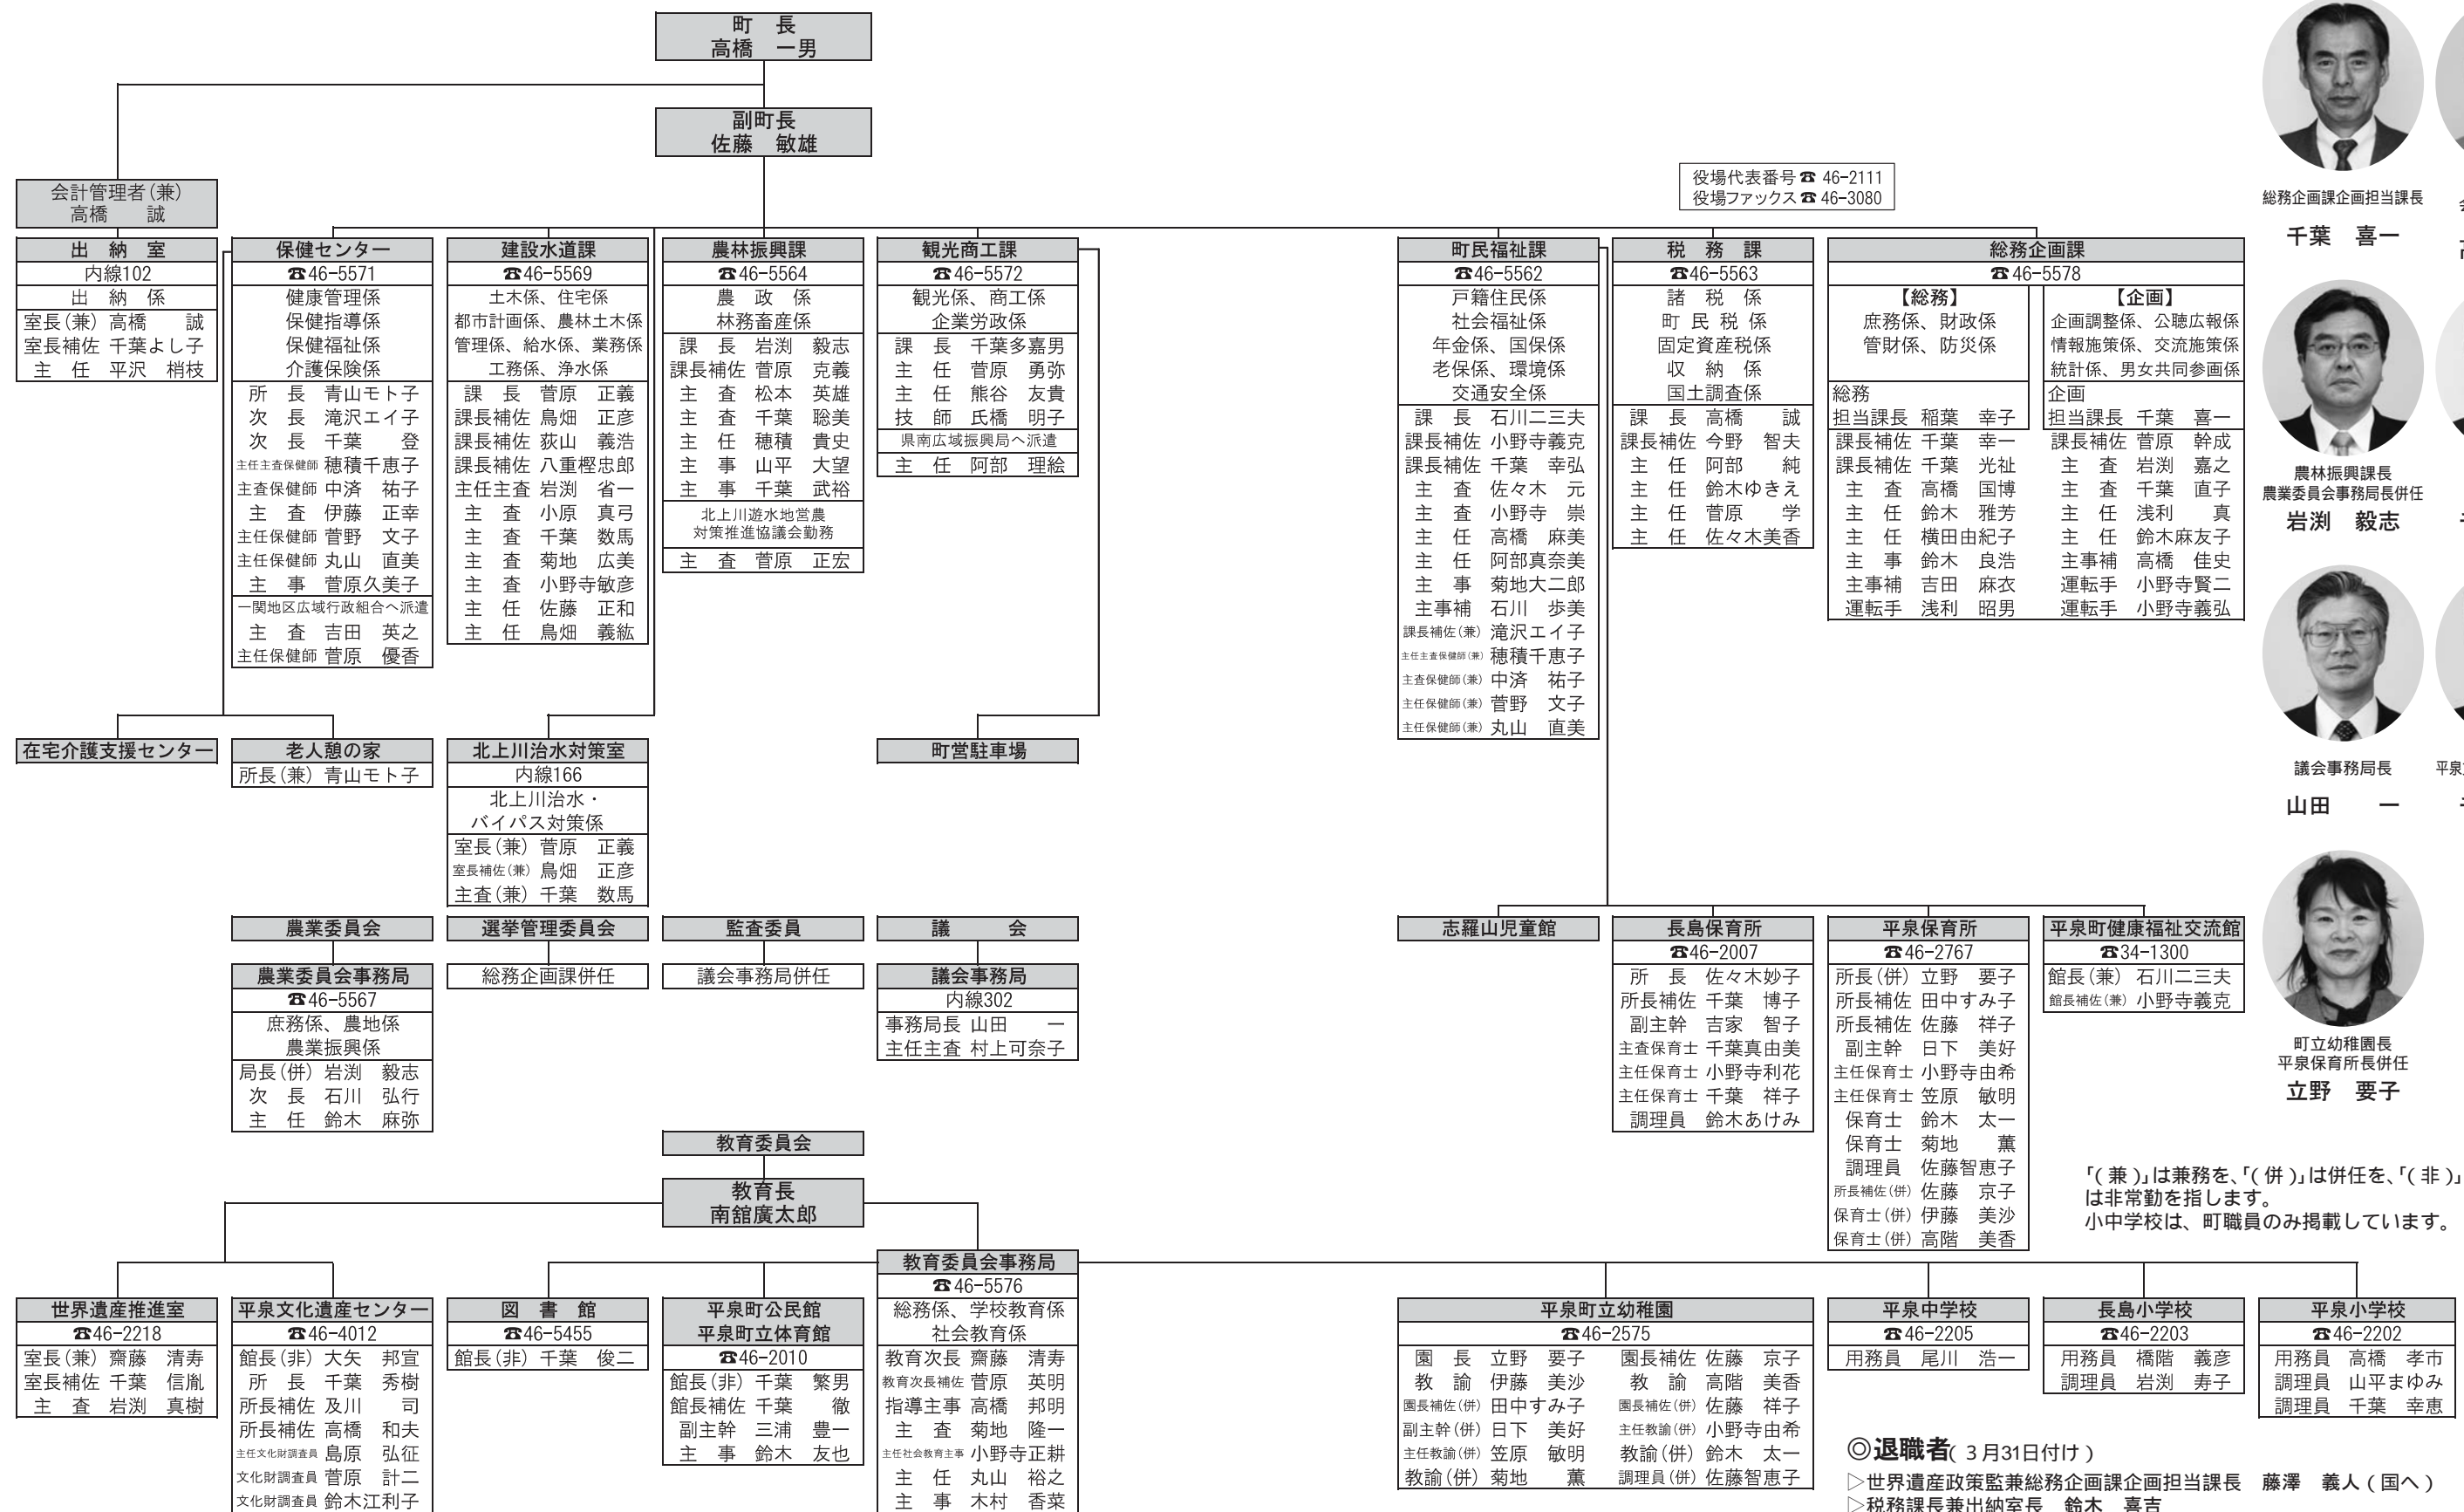 町　長
高橋　一男
副町長
佐藤　敏雄
役場代表番号☎ 46-2111
役場ファックス☎ 46-3080
会計管理者(兼)
高橋　　誠
出　納　室
内線102
出　納　係
室長(兼) 高橋　　誠
室長補佐 千葉よし子
主　任 平沢　梢枝
保健センター
☎46-5571
健康管理係
保健指導係
保健福祉係
介護保険係
所　長 青山モト子
次　長 滝沢エイ子
次　長 千葉　　登
主任主査保健師 穂積千恵子
主査保健師 中済　祐子
主　査 伊藤　正幸
主任保健師 菅野　文子
主任保健師 丸山　直美
主　事 菅原久美子
一関地区広域行政組合へ派遣
主　査 吉田　英之
主任保健師 菅原　優香
建設水道課
☎46-5569
土木係、住宅係
都市計画係、農林土木係
管理係、給水係、業務係
工務係、浄水係
課　長 菅原　正義
課長補佐 鳥畑　正彦
課長補佐 荻山　義浩
課長補佐 八重樫忠郎
主任主査 岩渕　省一
主　査 小原　真弓
主　査 千葉　数馬
主　査 菊地　広美
主　査 小野寺敏彦
主　任 佐藤　正和
主　任 鳥畑　義紘
農林振興課
☎46-5564
農　政　係
林務畜産係
課　長 岩渕　毅志
課長補佐 菅原　克義
主　査 松本　英雄
主　査 千葉　聡美
主　任 穂積　貴史
主　事 山平　大望
主　事 千葉　武裕
北上川遊水地営農
対策推進協議会勤務
主　査 菅原　正宏
観光商工課
☎46-5572
観光係、商工係
企業労政係
課　長 千葉多嘉男
主　任 菅原　勇弥
主　任 熊谷　友貴
技　師 氏橋　明子
県南広域振興局へ派遣
主　任 阿部　理絵
町民福祉課
☎46-5562
戸籍住民係
社会福祉係
年金係、国保係
老保係、環境係
交通安全係
課　長 石川二三夫
課長補佐 小野寺義克
課長補佐 千葉　幸弘
主　査 佐々木　元
主　査 小野寺　崇
主　任 高橋　麻美
主　任 阿部真奈美
主　事 菊地大二郎
主事補 石川　歩美
課長補佐(兼) 滝沢エイ子
主任主査保健師(兼) 穂積千恵子
主査保健師(兼) 中済　祐子
主任保健師(兼) 菅野　文子
主任保健師(兼) 丸山　直美
税　務　課
☎46-5563
諸　税　係
町 民 税 係
固定資産税係
収　納　係
国土調査係
課　長 高橋　　誠
課長補佐 今野　智夫
主　任 阿部　　純
主　任 鈴木ゆきえ
主　任 菅原　　学
主　任 佐々木美香
総務企画課
☎46-5578
【総務】
庶務係、財政係
管財係、防災係
総務
担当課長 稲葉　幸子
課長補佐 千葉　幸一
課長補佐 千葉　光祉
主　査 高橋　国博
主　任 鈴木　雅芳
主　任 横田由紀子
主　事 鈴木　良浩
主事補 吉田　麻衣
運転手 浅利　昭男
【企画】
企画調整係、公聴広報係
情報施策係、交流施策係
統計係、男女共同参画係
企画
担当課長 千葉　喜一
課長補佐 菅原　幹成
主　査 岩渕　嘉之
主　査 千葉　直子
主　任 浅利　　真
主　任 鈴木麻友子
主事補 高橋　佳史
運転手 小野寺賢二
運転手 小野寺義弘
総務企画課企画担当課長
千葉　喜一
農林振興課長
農業委員会事務局長併任
岩渕　毅志
議会事務局長
山田　　一
町立幼稚園長
平泉保育所長併任
立野　要子
在宅介護支援センター
老人憩の家
所長(兼) 青山モト子
北上川治水対策室
内線166
北上川治水・
バイパス対策係
室長(兼) 菅原　正義
室長補佐(兼) 鳥畑　正彦
主査(兼) 千葉　数馬
町営駐車場
農業委員会
農業委員会事務局
☎46-5567
庶務係、農地係
農業振興係
局長(併) 岩渕　毅志
次　長 石川　弘行
主　任 鈴木　麻弥
選挙管理委員会
総務企画課併任
監査委員
議会事務局併任
議　　会
議会事務局
内線302
事務局長 山田　　一
主任主査 村上可奈子
志羅山児童館
長島保育所
☎46-2007
所　長 佐々木妙子
所長補佐 千葉　博子
副主幹 吉家　智子
主査保育士 千葉真由美
主任保育士 小野寺利花
主任保育士 千葉　祥子
調理員 鈴木あけみ
平泉保育所
☎46-2767
所長(併) 立野　要子
所長補佐 田中すみ子
所長補佐 佐藤　祥子
副主幹 日下　美好
主任保育士 小野寺由希
主任保育士 笠原　敏明
保育士 鈴木　太一
保育士 菊地　　薫
調理員 佐藤智恵子
所長補佐(併) 佐藤　京子
保育士(併) 伊藤　美沙
保育士(併) 高階　美香
平泉町健康福祉交流館
☎34-1300
館長(兼) 石川二三夫
館長補佐(兼) 小野寺義克
「(兼)」は兼務を、「(併)」は併任を、「(非)」
は非常勤を指します。
小中学校は、町職員のみ掲載しています。
教育委員会
教育長
南舘廣太郎
世界遺産推進室
☎46-2218
室長(兼) 齋藤　清寿
室長補佐 千葉　信胤
主　査 岩渕　真樹
平泉文化遺産センター
☎46-4012
館長(非) 大矢　邦宣
所　長 千葉　秀樹
所長補佐 及川　　司
所長補佐 高橋　和夫
主任文化財調査員 島原　弘征
文化財調査員 菅原　計二
文化財調査員 鈴木江利子
図　書　館
☎46-5455
館長(非) 千葉　俊二
平泉町公民館
平泉町立体育館
☎46-2010
館長(非) 千葉　繁男
館長補佐 千葉　　徹
副主幹 三浦　豊一
主　事 鈴木　友也
教育委員会事務局
☎46-5576
総務係、学校教育係
社会教育係
教育次長 齋藤　清寿
教育次長補佐 菅原　英明
指導主事 高橋　邦明
主　査 菊地　隆一
主任社会教育主事 小野寺正耕
主　任 丸山　裕之
主　事 木村　香菜
平泉町立幼稚園
☎46-2575
園　長 立野　要子　園長補佐 佐藤　京子
教　諭 伊藤　美沙　教　諭 高階　美香
園長補佐(併) 田中すみ子　園長補佐(併) 佐藤　祥子
副主幹(併) 日下　美好　主任教諭(併) 小野寺由希
主任教諭(併) 笠原　敏明　教諭(併) 鈴木　太一
教諭(併) 菊地　　薫　調理員(併) 佐藤智恵子
平泉中学校
☎46-2205
用務員 尾川　浩一
長島小学校
☎46-2203
用務員 橋階　義彦
調理員 岩渕　寿子
平泉小学校
☎46-2202
用務員 高橋　孝市
調理員 山平まゆみ
調理員 千葉　幸恵
◎退職者(３月31日付け)
▷世界遺産政策監兼総務企画課企画担当課長　藤澤　義人(国へ)
▷税務課長兼出納室長　鈴木　喜吉